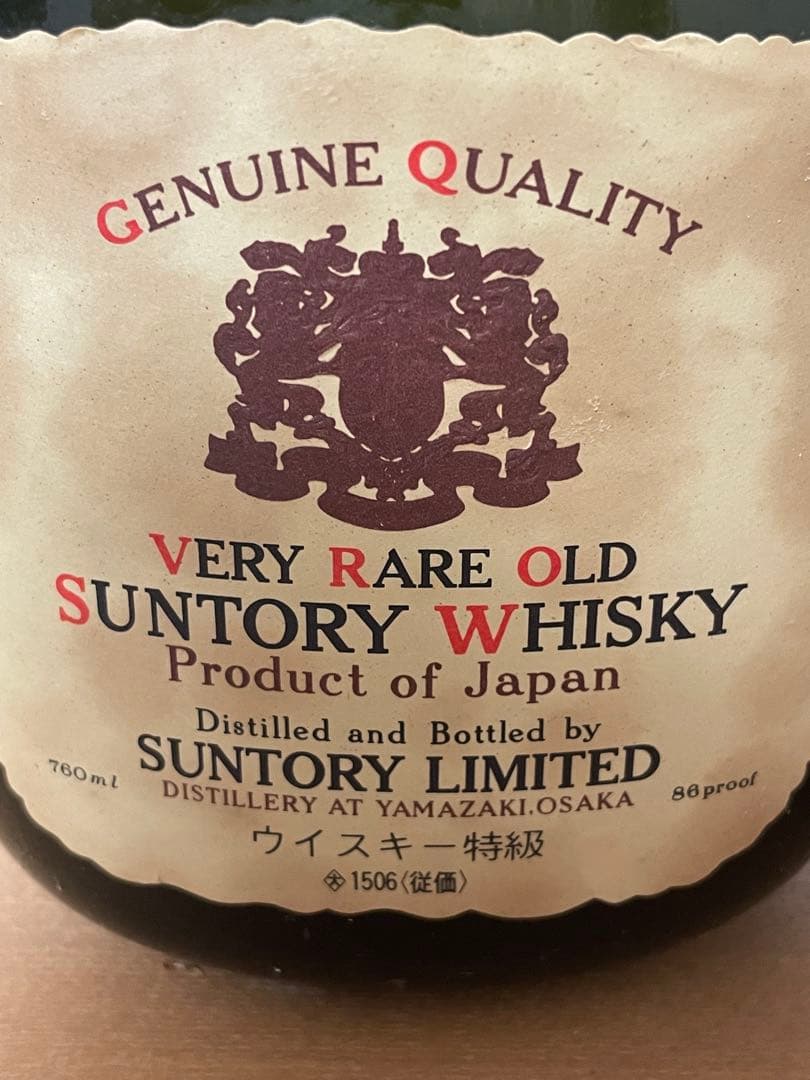 GENUINE QUALITY
VERY RARE OLD
SUNTORY WHISKY
Product of Japan
Distilled and Bottled by
SUNTORY LIMITED
760ml
DISTILLERY AT YAMAZAKI.OSAKA
86proof
ウイスキー特級
1506〈従価〉